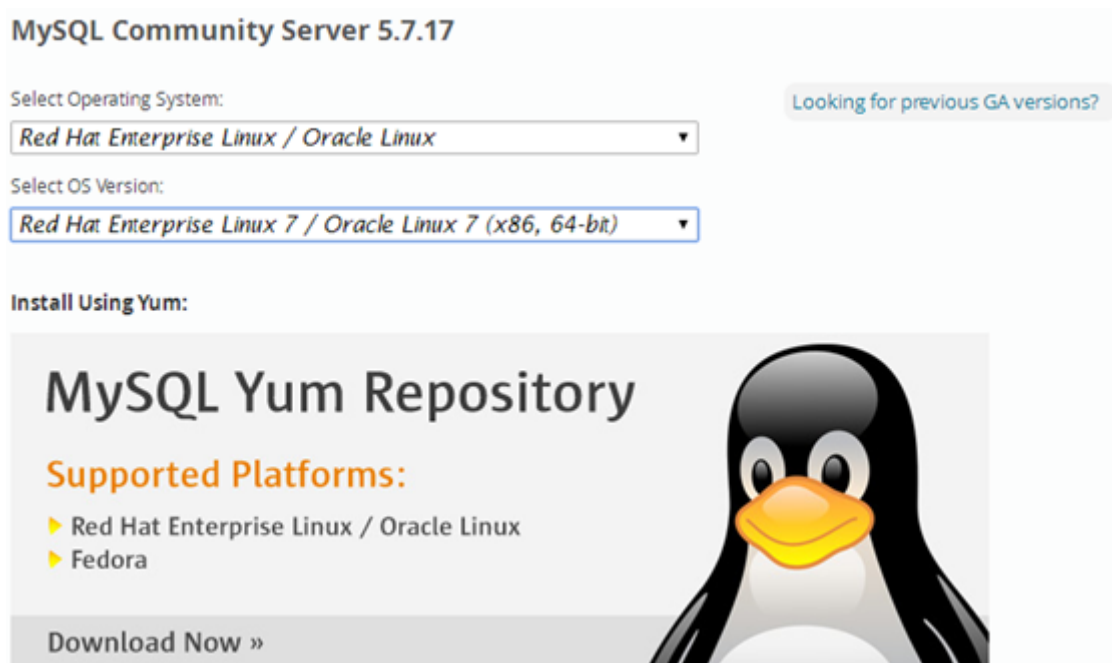 MySQL Community Server 5.7.17
Select Operating System:
Looking for previous GA versions?
Red Hat Enterprise Linux / Oracle Linux
Select OS Version:
Red Hat Enterprise Linux 7 / Oracle Linux 7 (x86, 64-bit)
Install Using Yum:
MySQL Yum Repository
Supported Platforms:
Red Hat Enterprise Linux / Oracle Linux
Fedora
Download Now »